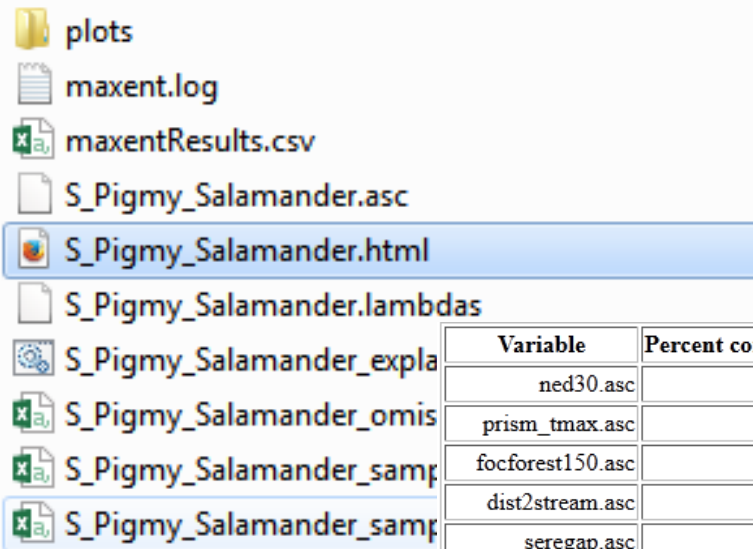 plots
maxent.log
maxentResults.csv
S_Pigmy_Salamander.asc
S_Pigmy_Salamander.html
S_Pigmy_Salamander.lambdas
S_Pigmy_Salamander_expla
S_Pigmy_Salamander_omis
S_Pigmy_Salamander_samp
S_Pigmy_Salamander_samp
Variable Percent co
ned30.asc
prism_tmax.asc
focforest150.asc
dist2stream.asc
seregap.asc